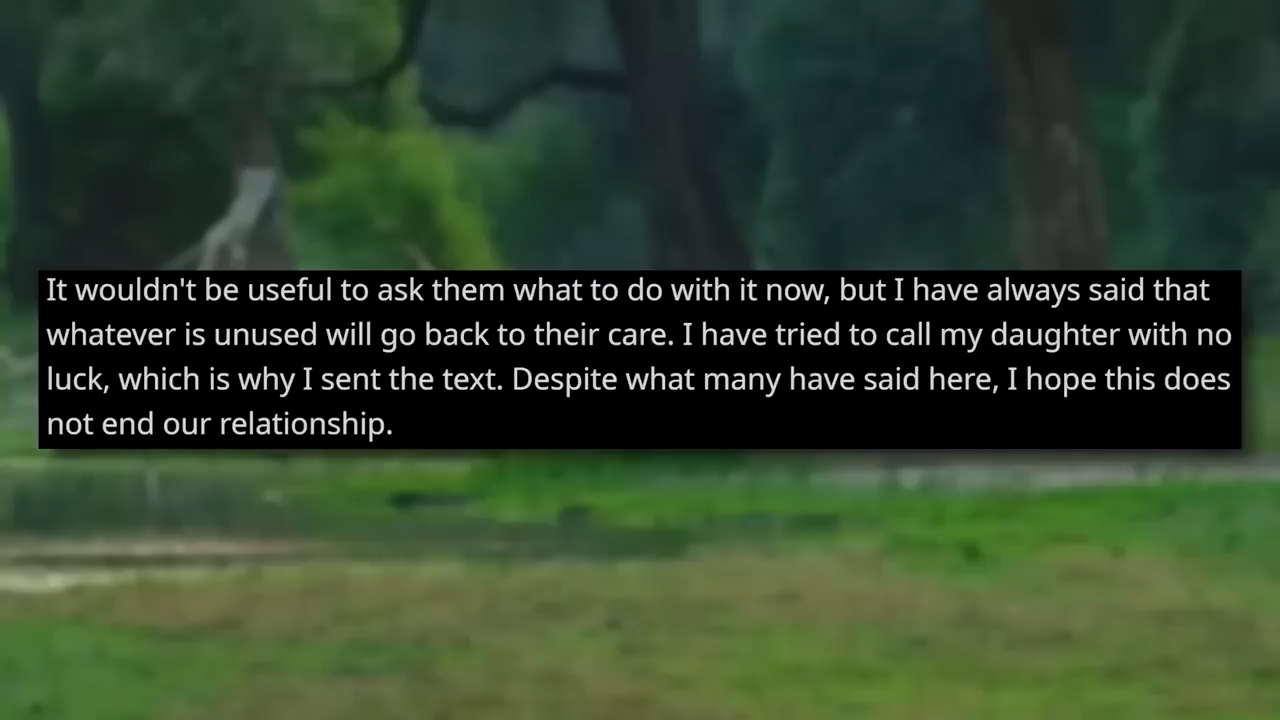 It wouldn't be useful to ask them what to do with it now, but I have always said that
whatever is unused will go back to their care. I have tried to call my daughter with no
luck, which is why I sent the text. Despite what many have said here, I hope this does
not end our relationship.